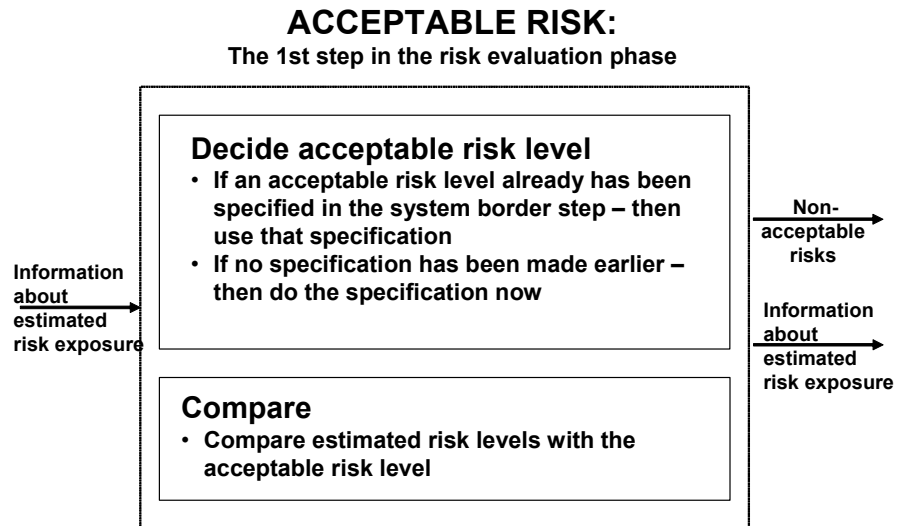 ACCEPTABLE RISK:
The 1st step in the risk evaluation phase
Decide acceptable risk level
• If an acceptable risk level already has been
specified in the system border step – then
use that specification
• If no specification has been made earlier –
then do the specification now
Information
about
estimated
risk exposure
Non-
acceptable
risks
Information
about
estimated
risk exposure
Compare
• Compare estimated risk levels with the
acceptable risk level